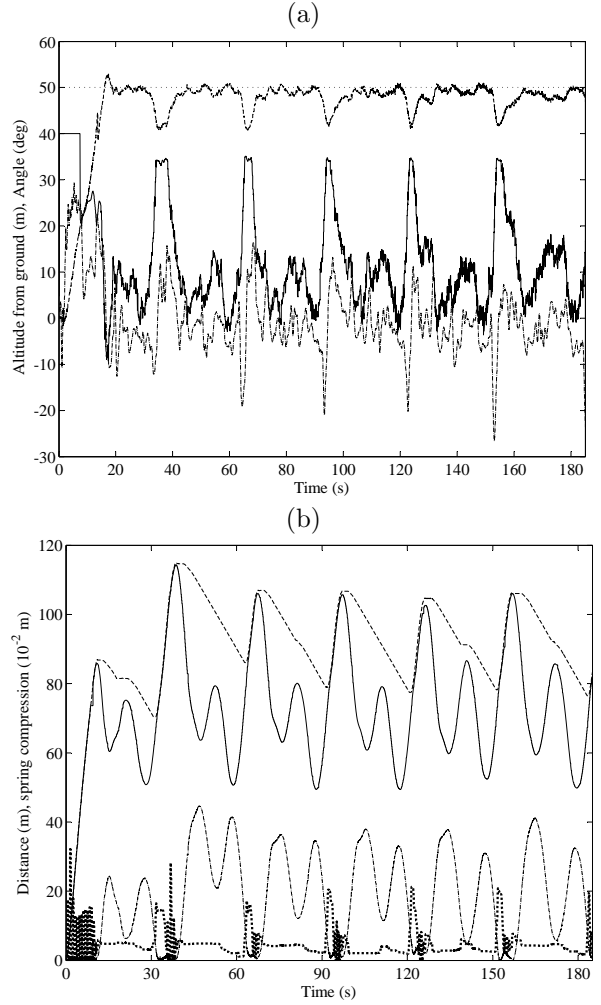 (a)
Altitude from ground (m), Angle (deg)
60
50
40
30
20
10
0
-10
-20
-30
0 20 40 60 80 100 120 140 160 180
Time (s)
(b)
Distance (m), spring compression (10-2 m)
120
100
80
60
40
20
0
0 30 60 90 120 150 180
Time (s)